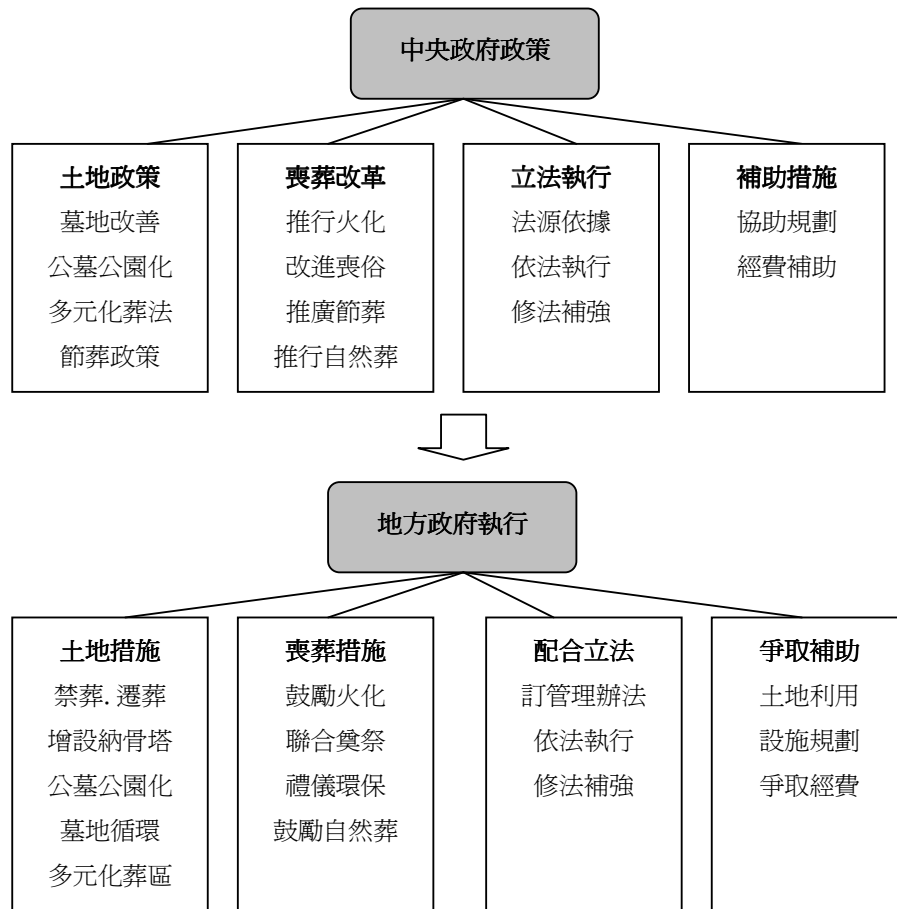 中央政府政策
土地政策
墓地改善
公墓公園化
多元化葬法
節葬政策
喪葬改革
推行火化
改進喪俗
推廣節葬
推行自然葬
立法執行
法源依據
依法執行
修法補強
補助措施
協助規劃
經費補助
地方政府執行
土地措施
禁葬.遷葬
增設納骨塔
公墓公園化
墓地循環
多元化葬區
喪葬措施
鼓勵火化
聯合奠祭
禮儀環保
鼓勵自然葬
配合立法
訂管理辦法
依法執行
修法補強
爭取補助
土地利用
設施規劃
爭取經費